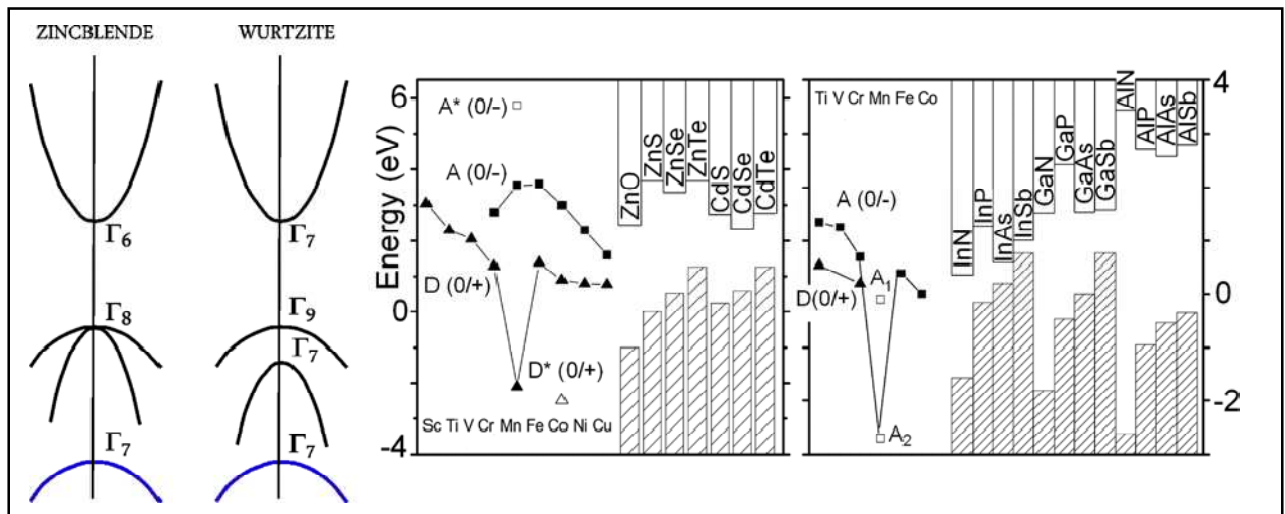 ZINCBLENDE
WURTZITE
Γ6
Γ7
Γ8
Γ9
Γ7
Γ7
Γ7
Energy (eV)
6
0
-4
A* (0/-)
A (0/-)
D (0/+)
D* (0/+)
Sc Ti V Cr Mn Fe Co Ni Cu
ZnO
ZnS
ZnSe
ZnTe
CdS
CdSe
CdTe
Ti V Cr Mn Fe Co
A (0/-)
D(0/+)
A1
A2
InN
InP
InAs
InSb
GaN
GaP
GaAs
GaSb
AlN
AlP
AlAs
AlSb
4
0
-2